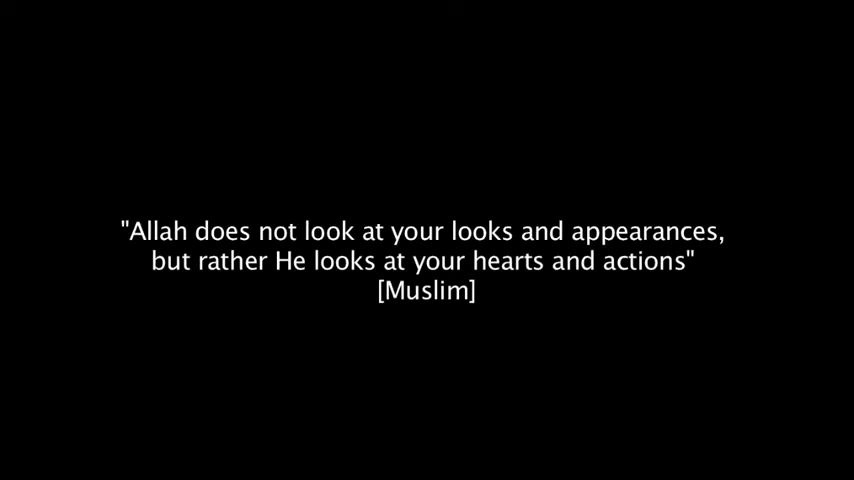 "Allah does not look at your looks and appearances,
but rather He looks at your hearts and actions"
[Muslim]